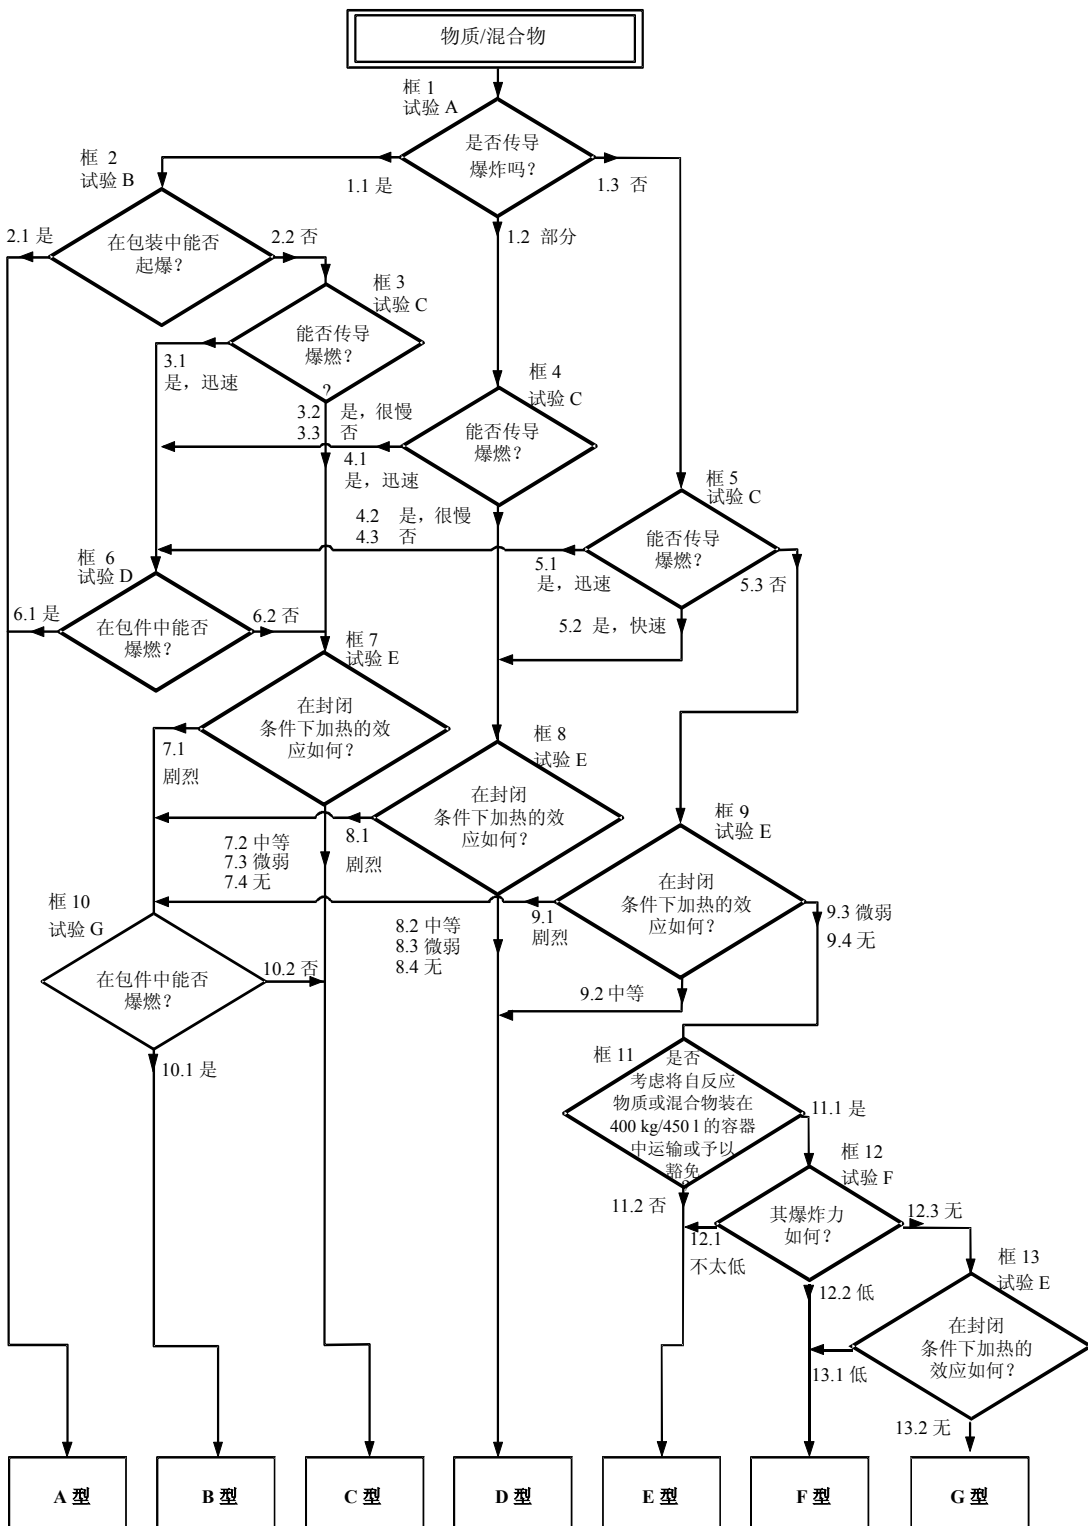 物质/混合物
框 1
试验 A
是否传导
爆炸吗？
1.1 是
1.3 否
1.2 部分
框 2
试验 B
在包装中能否
起爆？
2.1 是
2.2 否
框 3
试验 C
能否传导
爆燃？
?
3.1
是，迅速
3.2 是，很慢
3.3 否
框 4
试验 C
能否传导
爆燃？
4.1
是，迅速
4.2 是，很慢
4.3 否
框 5
试验 C
能否传导
爆燃？
5.1
是，迅速
5.3 否
5.2 是，快速
框 6
试验 D
在包件中能否
爆燃？
6.1 是
6.2 否
框 7
试验 E
在封闭
条件下加热的效
应如何？
7.1
剧烈
7.2 中等
7.3 微弱
7.4 无
框 8
试验 E
在封闭
条件下加热的效
应如何？
8.1
剧烈
8.2 中等
8.3 微弱
8.4 无
框 9
试验 E
在封闭
条件下加热的效
应如何？
9.1
剧烈
9.3 微弱
9.4 无
9.2 中等
框 10
试验 G
在包件中能否
爆燃？
10.2 否
10.1 是
框 11
是否
考虑将自反应
物质或混合物装在
400 kg/450 l 的容器
中运输或予以
豁免
?
11.1 是
11.2 否
框 12
试验 F
其爆炸力
如何？
12.1
不太低
12.3 无
12.2 低
框 13
试验 E
在封闭
条件下加热的
效应如何？
13.1 低
13.2 无
A 型
B 型
C 型
D 型
E 型
F 型
G 型